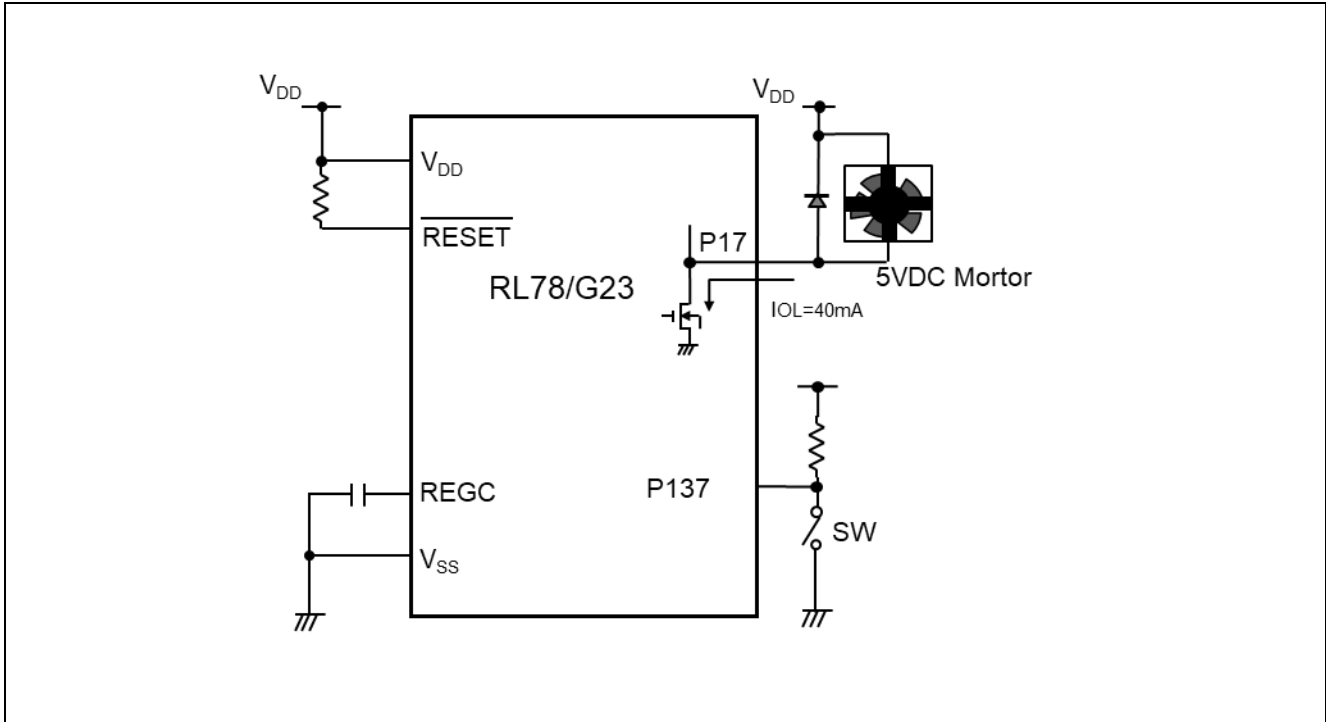 VDD
VDD
VDD
RESET
P17
RL78/G23
5VDC Mortor
IOL=40mA
REGC
P137
SW
VSS